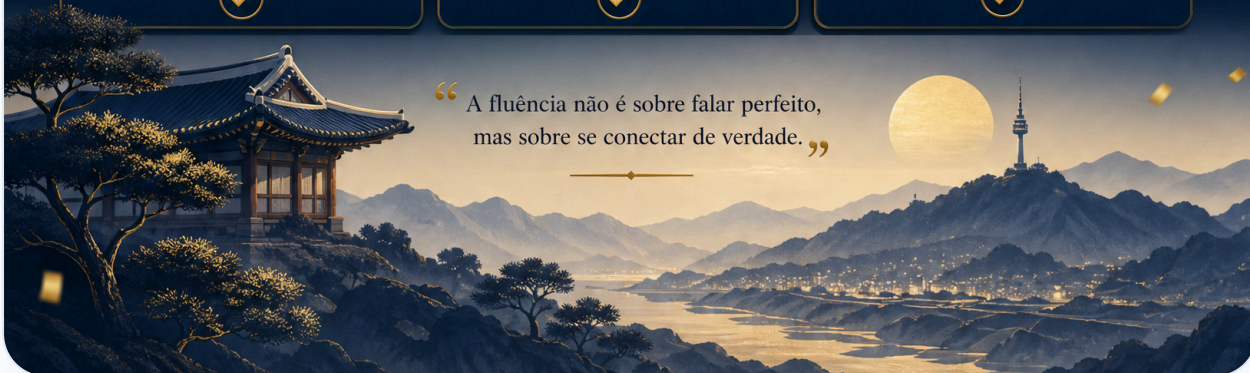 “ A fluência não é sobre falar perfeito,
mas sobre se conectar de verdade. ”